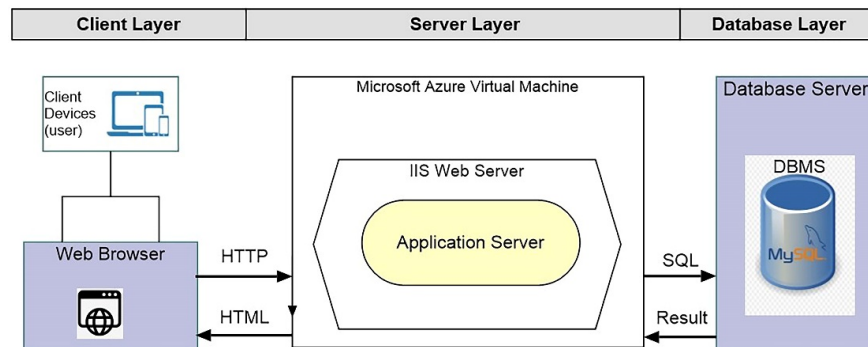 Client Layer
Server Layer
Database Layer
Client
Devices
(user)
Microsoft Azure Virtual Machine
Database Server
IIS Web Server
DBMS
Application Server
MySQL
Web Browser
HTTP
SQL
HTML
Result